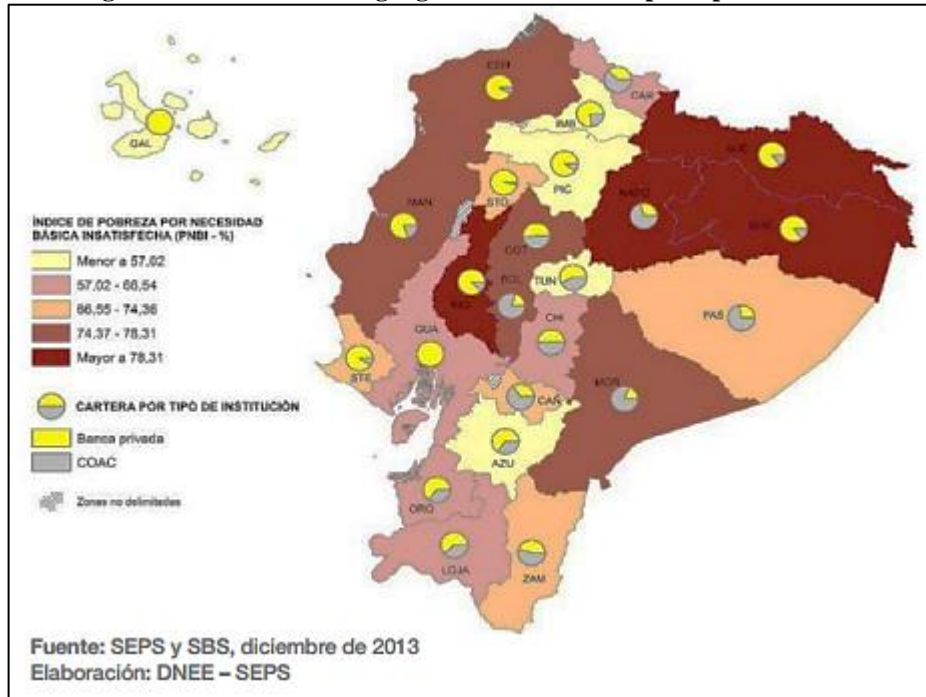 GAL
CAR
IMB
PIC
STO
MAN
NAPO
COT
BOL
TUN
PAS
CHI
GUA
STE
MOR
CAÑ
AZU
ORO
LOJA
ZAM
ÍNDICE DE POBREZA POR NECESIDAD
BÁSICA INSATISFECHA (PNBI - %)
Menor a 57,02
57,02 - 66,54
66,55 - 74,36
74,37 - 78,31
Mayor a 78,31
CARTERA POR TIPO DE INSTITUCIÓN
Banca privada
COAC
Zonas no delimitadas
Fuente: SEPS y SBS, diciembre de 2013
Elaboración: DNEE – SEPS